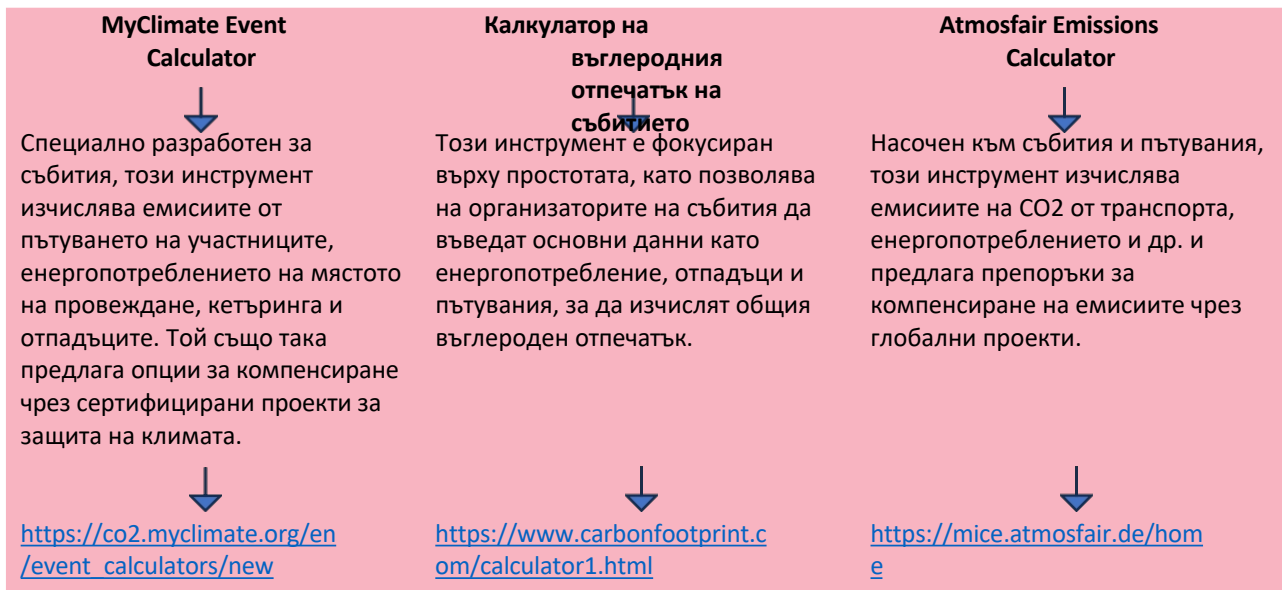 MyClimate Event
Calculator
Специално разработен за
събития, този инструмент
изчислява емисиите от
пътуването на участниците,
енергопотреблението на мястото
на провеждане, кетъринга и
отпадъците. Той също така
предлага опции за компенсиране
чрез сертифицирани проекти за
защита на климата.
https://co2.myclimate.org/en
/event_calculators/new
Калкулатор на
въглеродния
отпечатък на
събитието
Този инструмент е фокусиран
върху простотата, като позволява
на организаторите на събития да
въведат основни данни като
енергопотребление, отпадъци и
пътувания, за да изчислят общия
въглероден отпечатък.
https://www.carbonfootprint.c
om/calculator1.html
Atmosfair Emissions
Calculator
Насочен към събития и пътувания,
този инструмент изчислява
емисиите на CO2 от транспорта,
енергопотреблението и др. и
предлага препоръки за
компенсиране на емисиите чрез
глобални проекти.
https://mice.atmosfair.de/hom
e